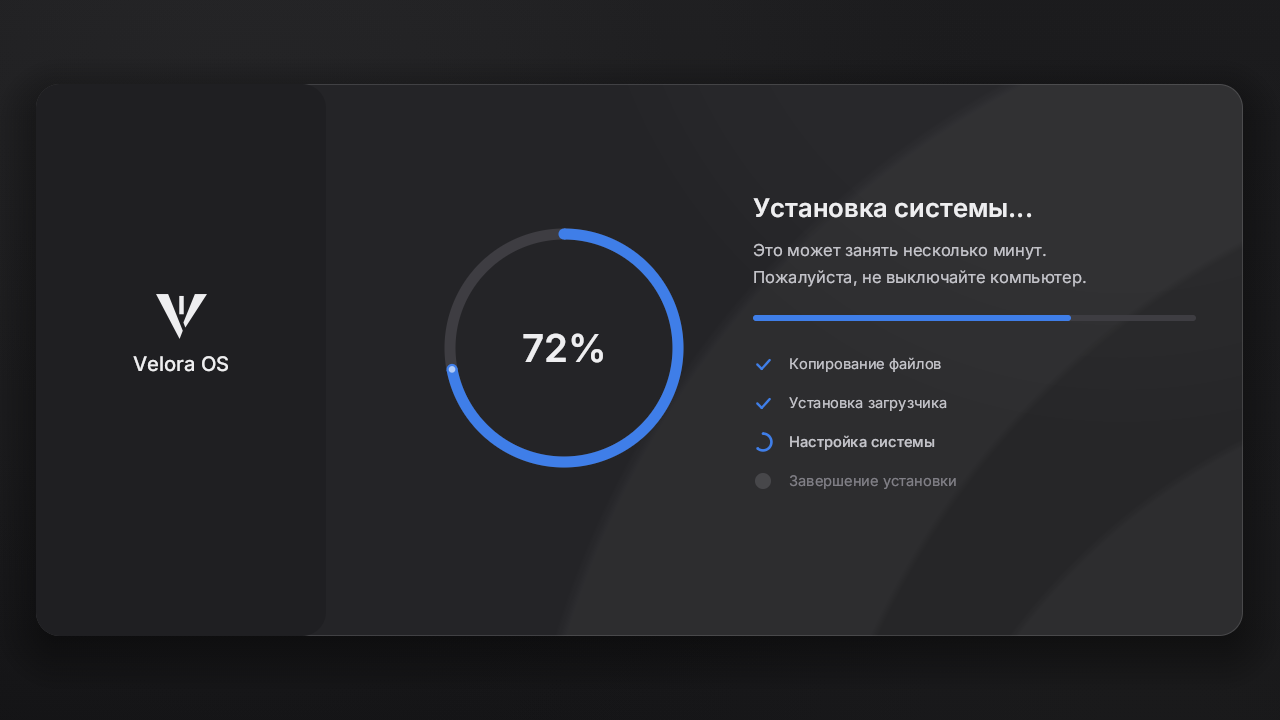 Velora OS
72%
Установка системы...
Это может занять несколько минут.
Пожалуйста, не выключайте компьютер.
Копирование файлов
Установка загрузчика
Настройка системы
Завершение установки